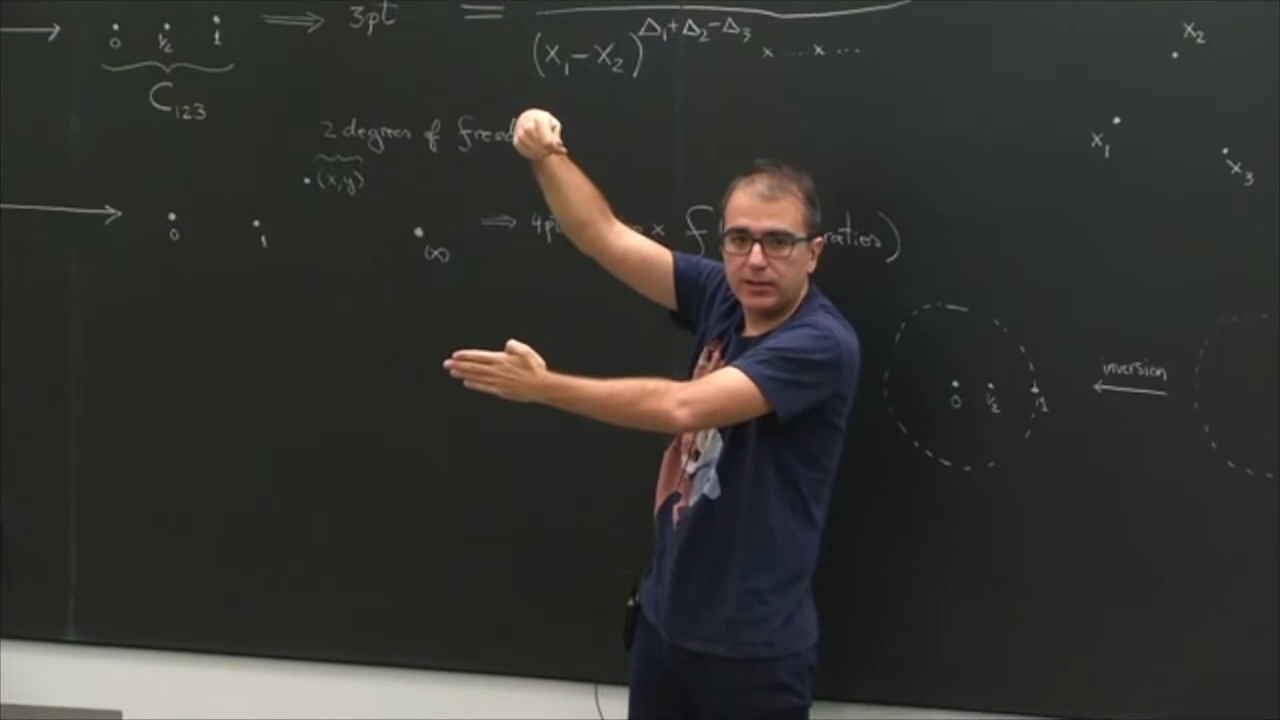 0 ½ 1 ⟹ 3pt =
(x₁-x₂)^{Δ₁+Δ₂-Δ₃} x ... x ...
C₁₂₃
2 degrees of
(x,y)
0 1 ∞ ⟹ 4pt x f( ratios)
x₂
x₁
x₃
inversion
0 ½ 1